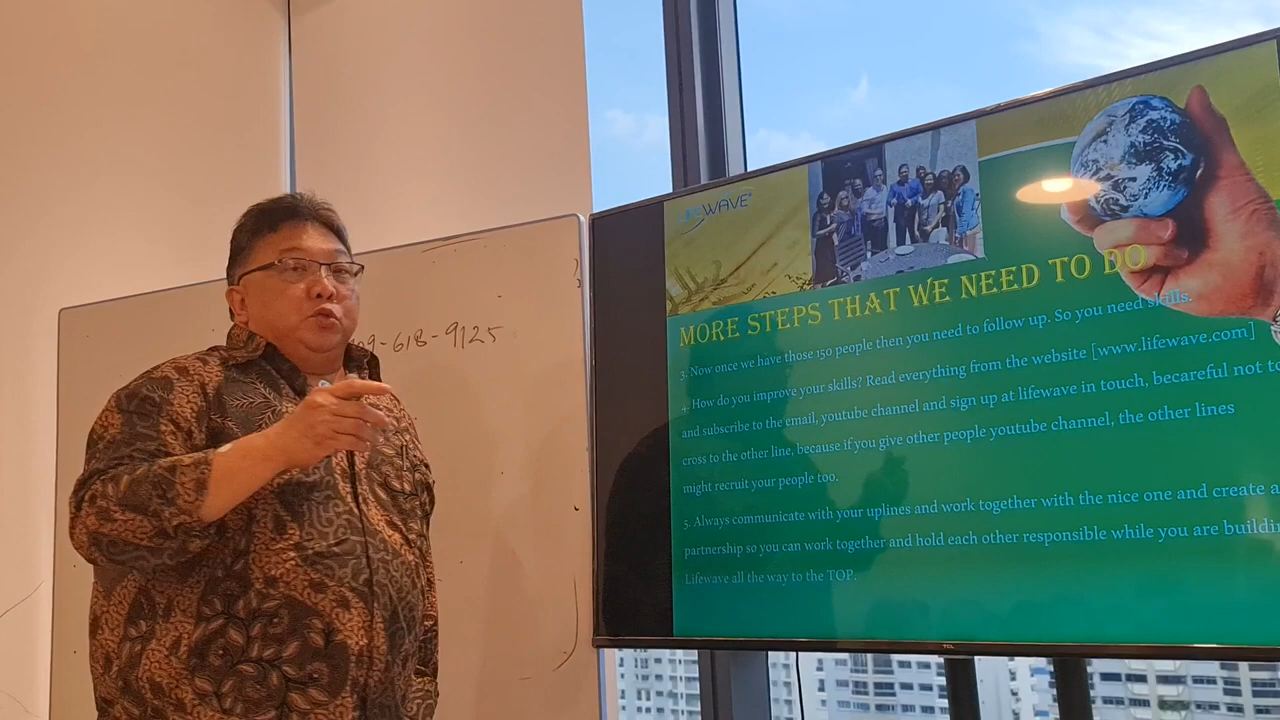 LIFEWAVE
MORE STEPS THAT WE NEED TO DO
3. Now once we have those 150 people then you need to follow up. So you need skills.
4. How do you improve your skills? Read everything from the website [www.lifewave.com]
and subscribe to the email, youtube channel and sign up at lifewave in touch, becareful not to
cross to the other line, because if you give other people youtube channel, the other lines
might recruit your people too.
5. Always communicate with your uplines and work together with the nice one and create a
partnership so you can work together and hold each other responsible while you are buildin
Lifewave all the way to the TOP.
9-618-9125
TCL